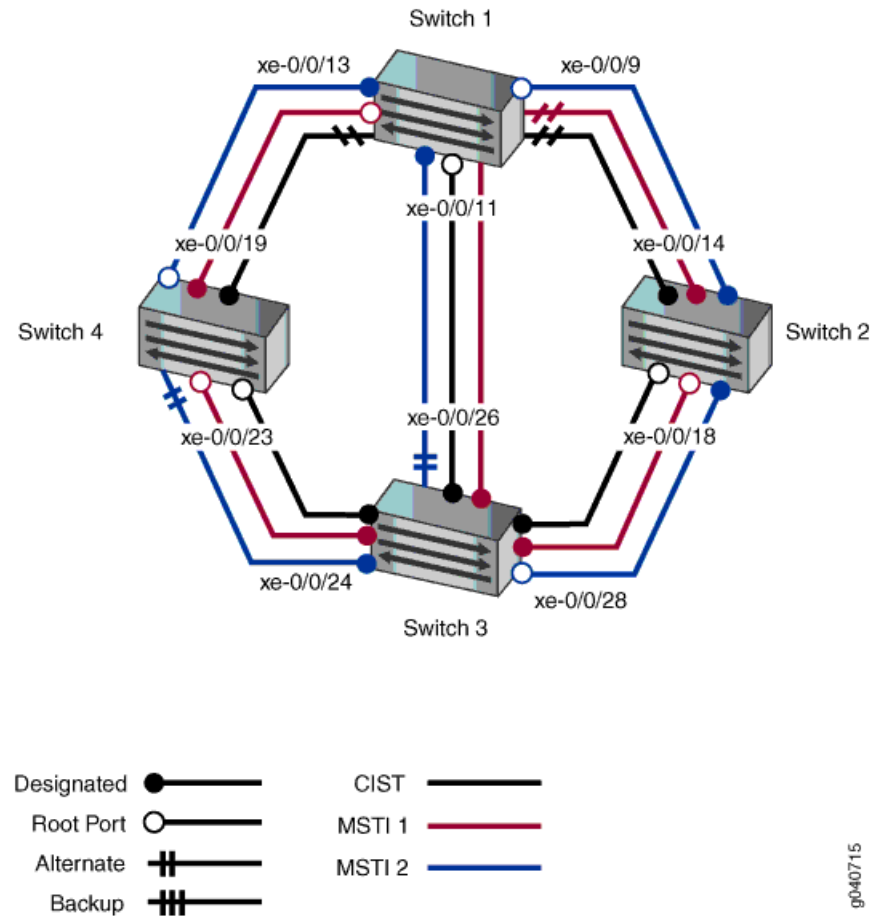 Switch 1
xe-0/0/13
xe-0/0/9
xe-0/0/11
xe-0/0/19
xe-0/0/14
Switch 4
Switch 2
xe-0/0/26
xe-0/0/23
xe-0/0/18
xe-0/0/24
xe-0/0/28
Switch 3
Designated
CIST
Root Port
MSTI 1
Alternate
MSTI 2
Backup
g040715